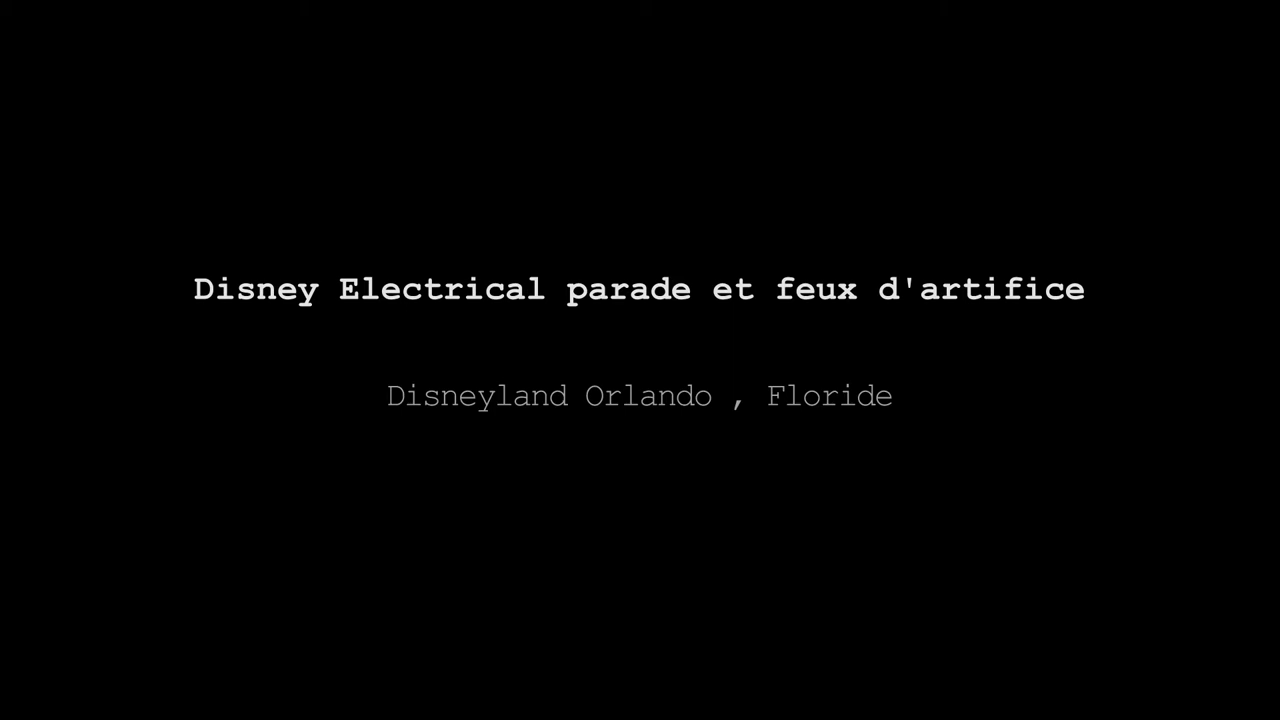 Disney Electrical parade et feux d'artifice
Disneyland Orlando , Floride